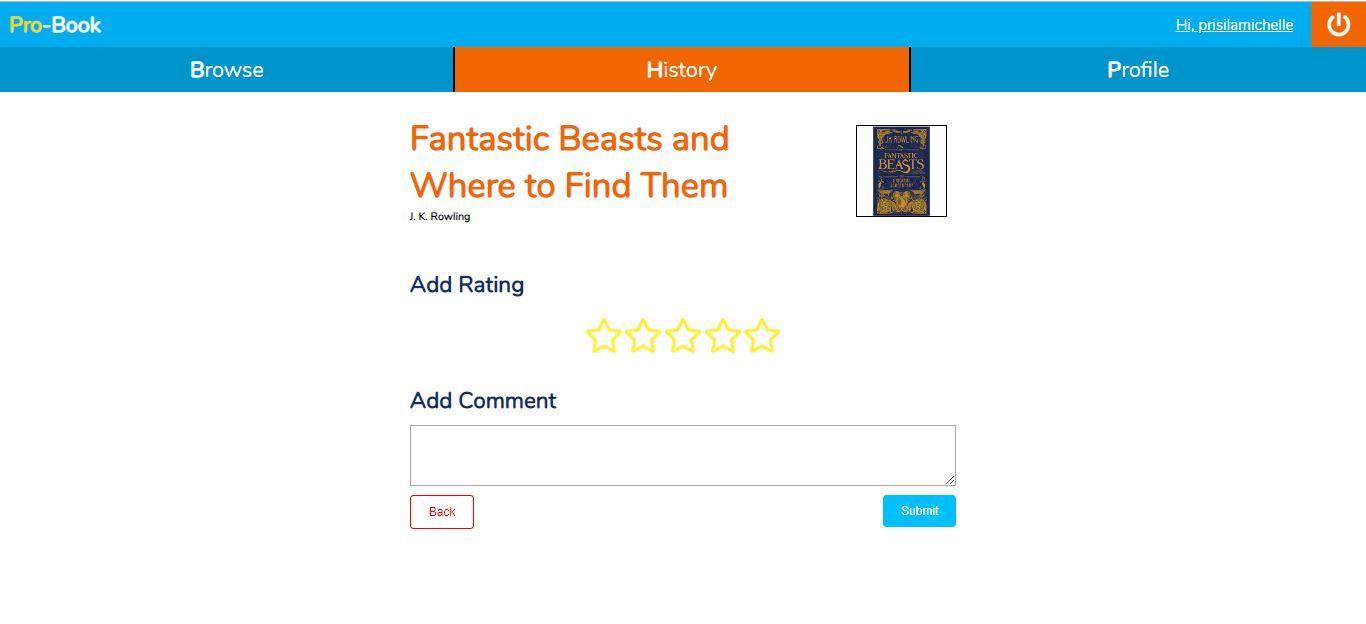 Pro-Book
Hi, prisilamichelle
Browse
History
Profile
Fantastic Beasts and
Where to Find Them
J. K. Rowling
J.K. ROWLING
FANTASTIC
BEASTS
Add Rating
Add Comment
Back
Submit